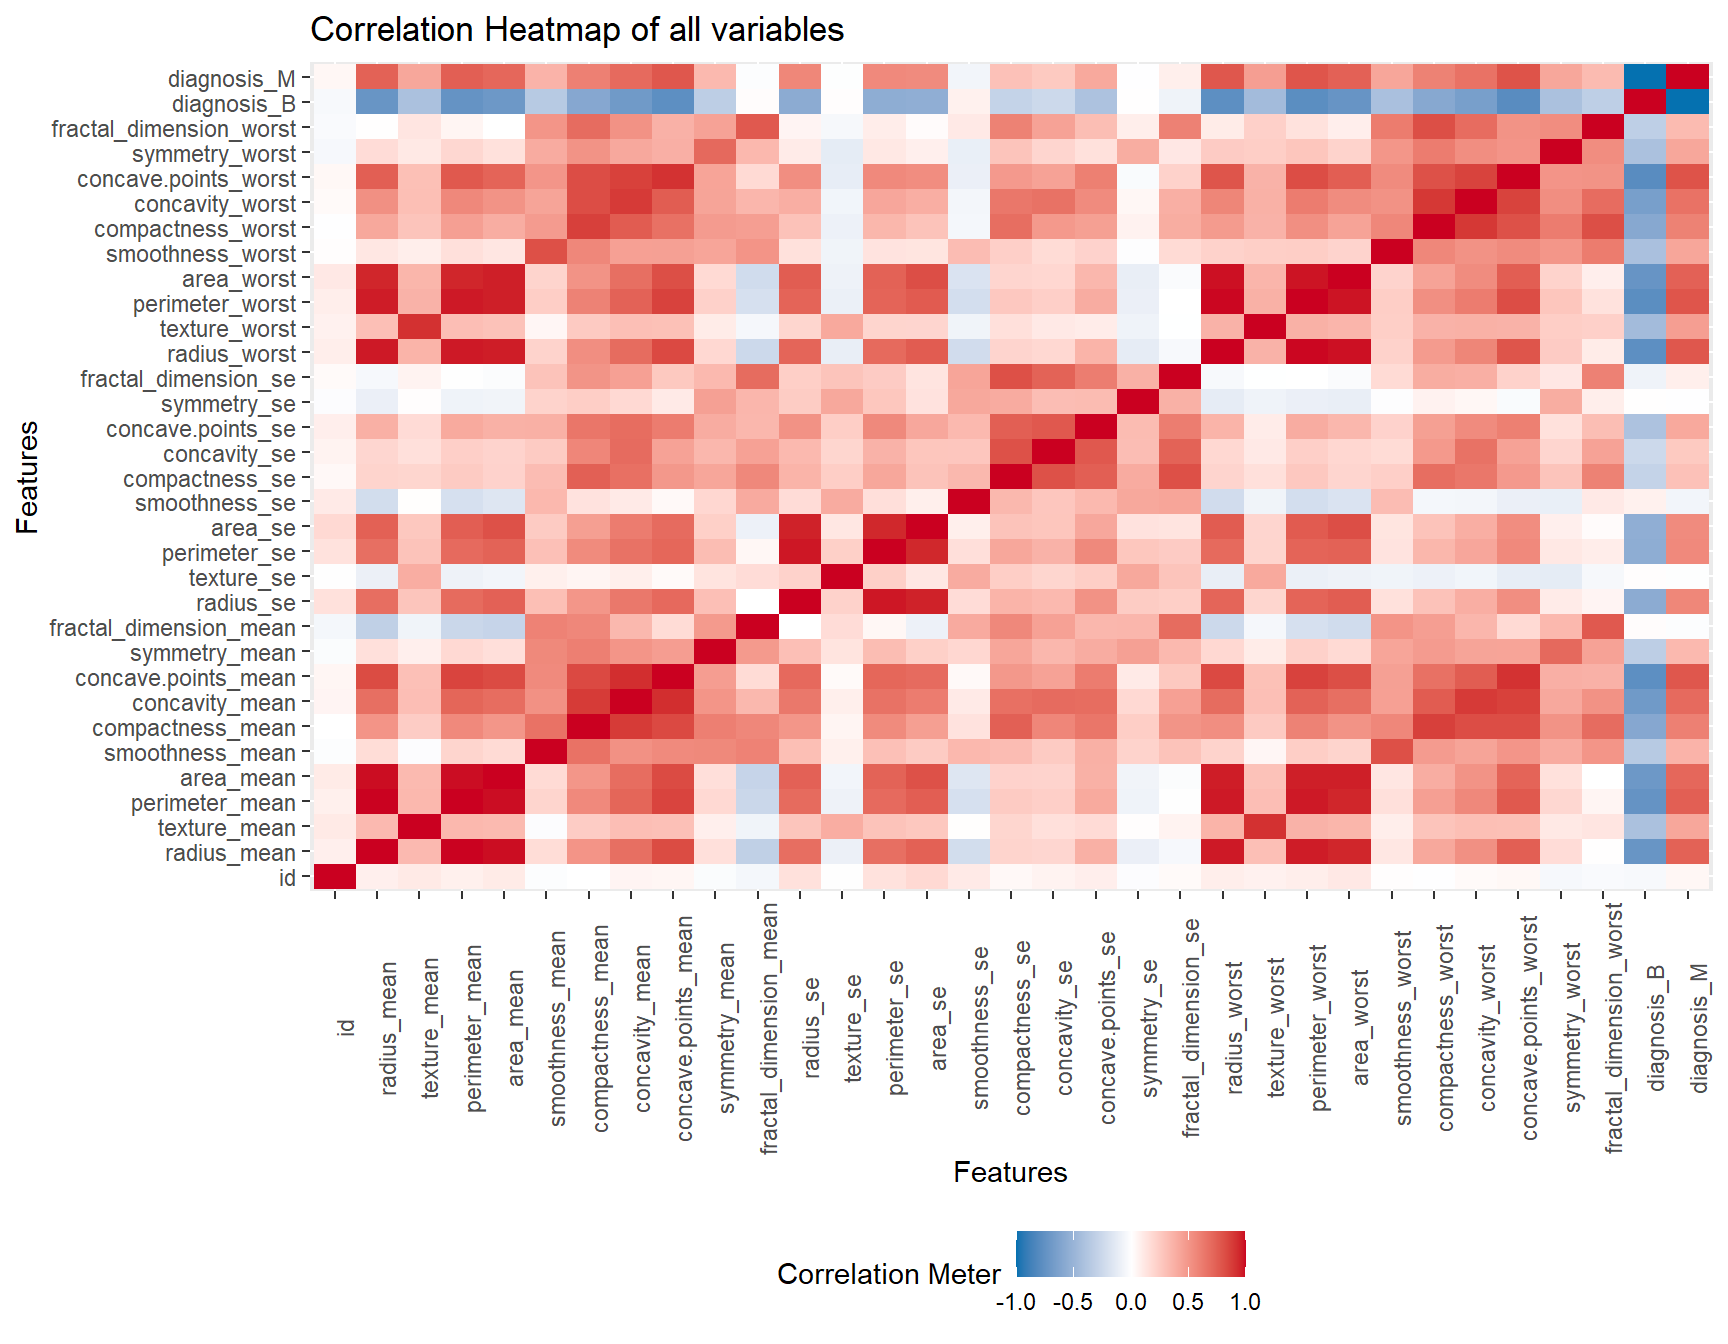 Correlation Heatmap of all variables
Features
diagnosis_M
diagnosis_B
fractal_dimension_worst
symmetry_worst
concave.points_worst
concavity_worst
compactness_worst
smoothness_worst
area_worst
perimeter_worst
texture_worst
radius_worst
fractal_dimension_se
symmetry_se
concave.points_se
concavity_se
compactness_se
smoothness_se
area_se
perimeter_se
texture_se
radius_se
fractal_dimension_mean
symmetry_mean
concave.points_mean
concavity_mean
compactness_mean
smoothness_mean
area_mean
perimeter_mean
texture_mean
radius_mean
id
id
radius_mean
texture_mean
perimeter_mean
area_mean
smoothness_mean
compactness_mean
concavity_mean
concave.points_mean
symmetry_mean
fractal_dimension_mean
radius_se
texture_se
perimeter_se
area_se
smoothness_se
compactness_se
concavity_se
concave.points_se
symmetry_se
fractal_dimension_se
radius_worst
texture_worst
perimeter_worst
area_worst
smoothness_worst
compactness_worst
concavity_worst
concave.points_worst
symmetry_worst
fractal_dimension_worst
diagnosis_B
diagnosis_M
Features
Correlation Meter
-1.0 -0.5 0.0 0.5 1.0